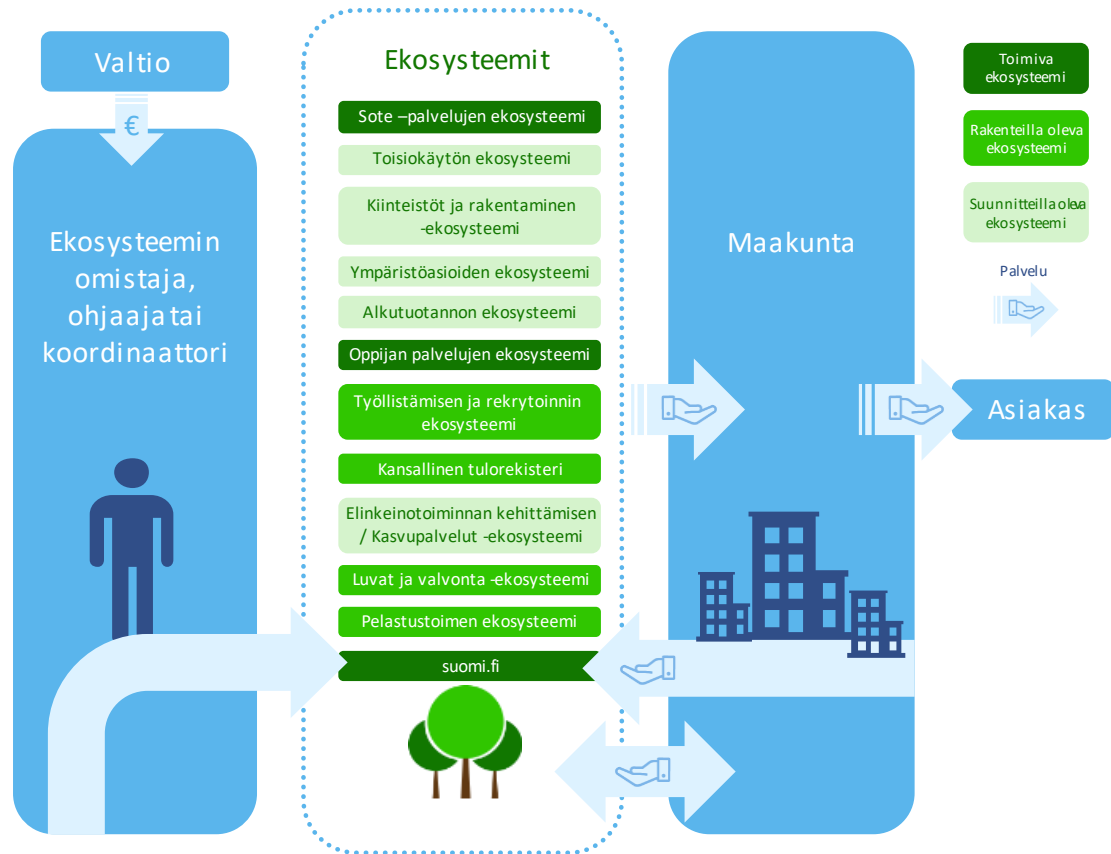 Valtio
€
Ekosysteemin
omistaja,
ohjaaja tai
koordinaattori
Ekosysteemit
Sote –palvelujen ekosysteemi
Toisiokäytön ekosysteemi
Kiinteistöt ja rakentaminen
-ekosysteemi
Ympäristöasioiden ekosysteemi
Alkutuotannon ekosysteemi
Oppijan palvelujen ekosysteemi
Työllistämisen ja rekrytoinnin
ekosysteemi
Kansallinen tulorekisteri
Elinkeinotoiminnan kehittämisen
/ Kasvupalvelut -ekosysteemi
Luvat ja valvonta -ekosysteemi
Pelastustoimen ekosysteemi
suomi.fi
Maakunta
Toimiva
ekosysteemi
Rakenteilla oleva
ekosysteemi
Suunnitteilla oleva
ekosysteemi
Palvelu
Asiakas